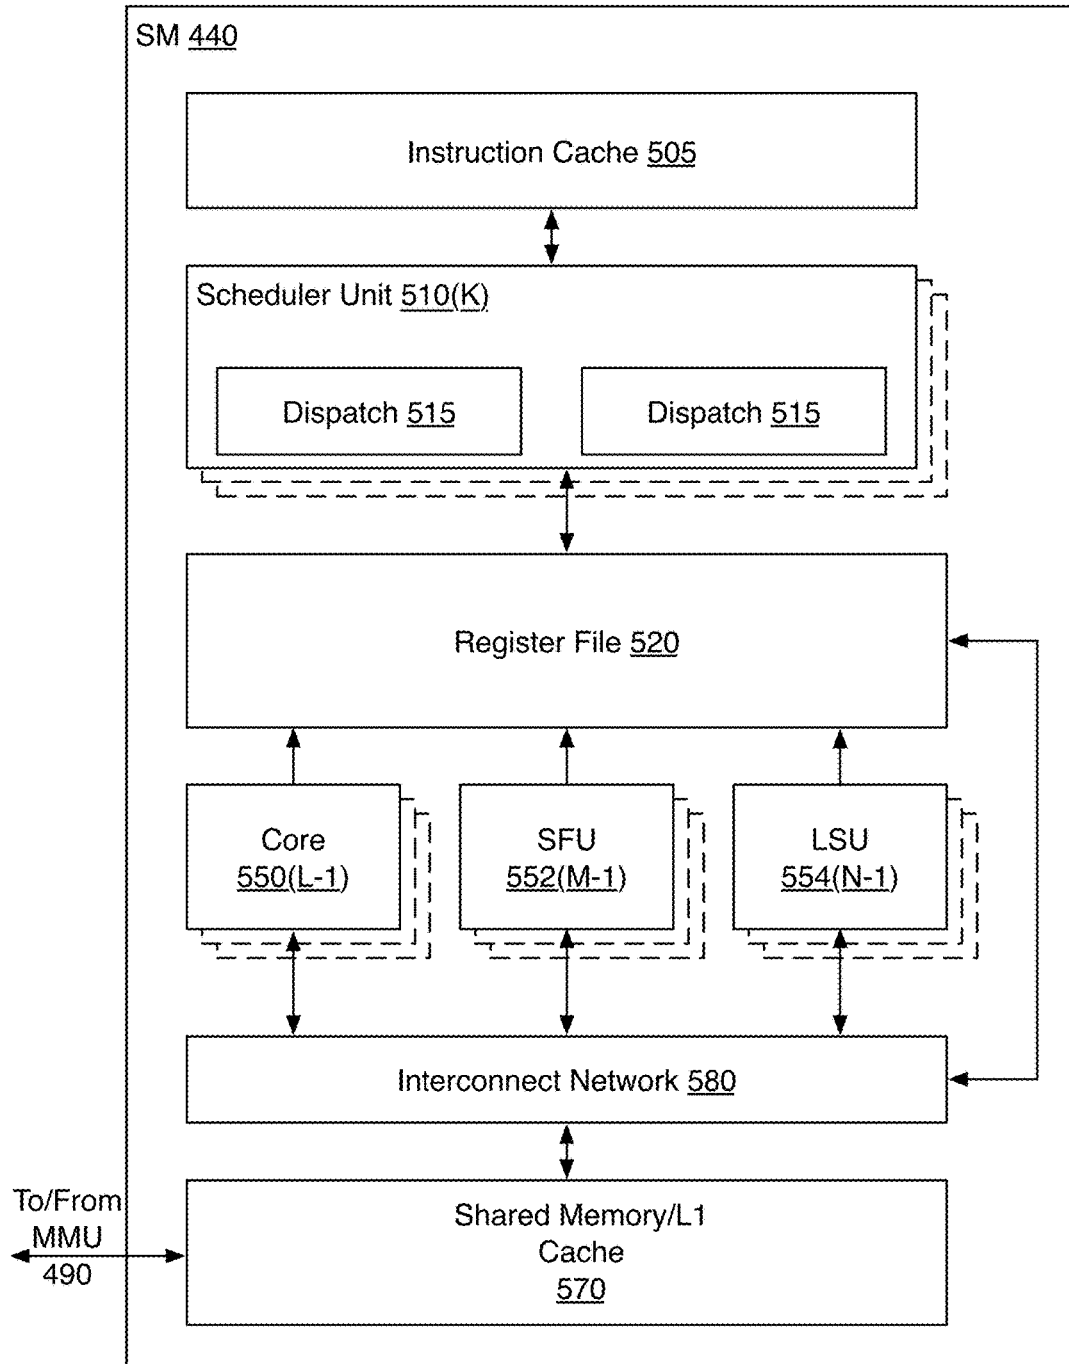 SM 440
Instruction Cache 505
Scheduler Unit 510(K)
Dispatch 515
Dispatch 515
Register File 520
Core
550(L-1)
SFU
552(M-1)
LSU
554(N-1)
Interconnect Network 580
To/From
MMU
490
Shared Memory/L1
Cache
570